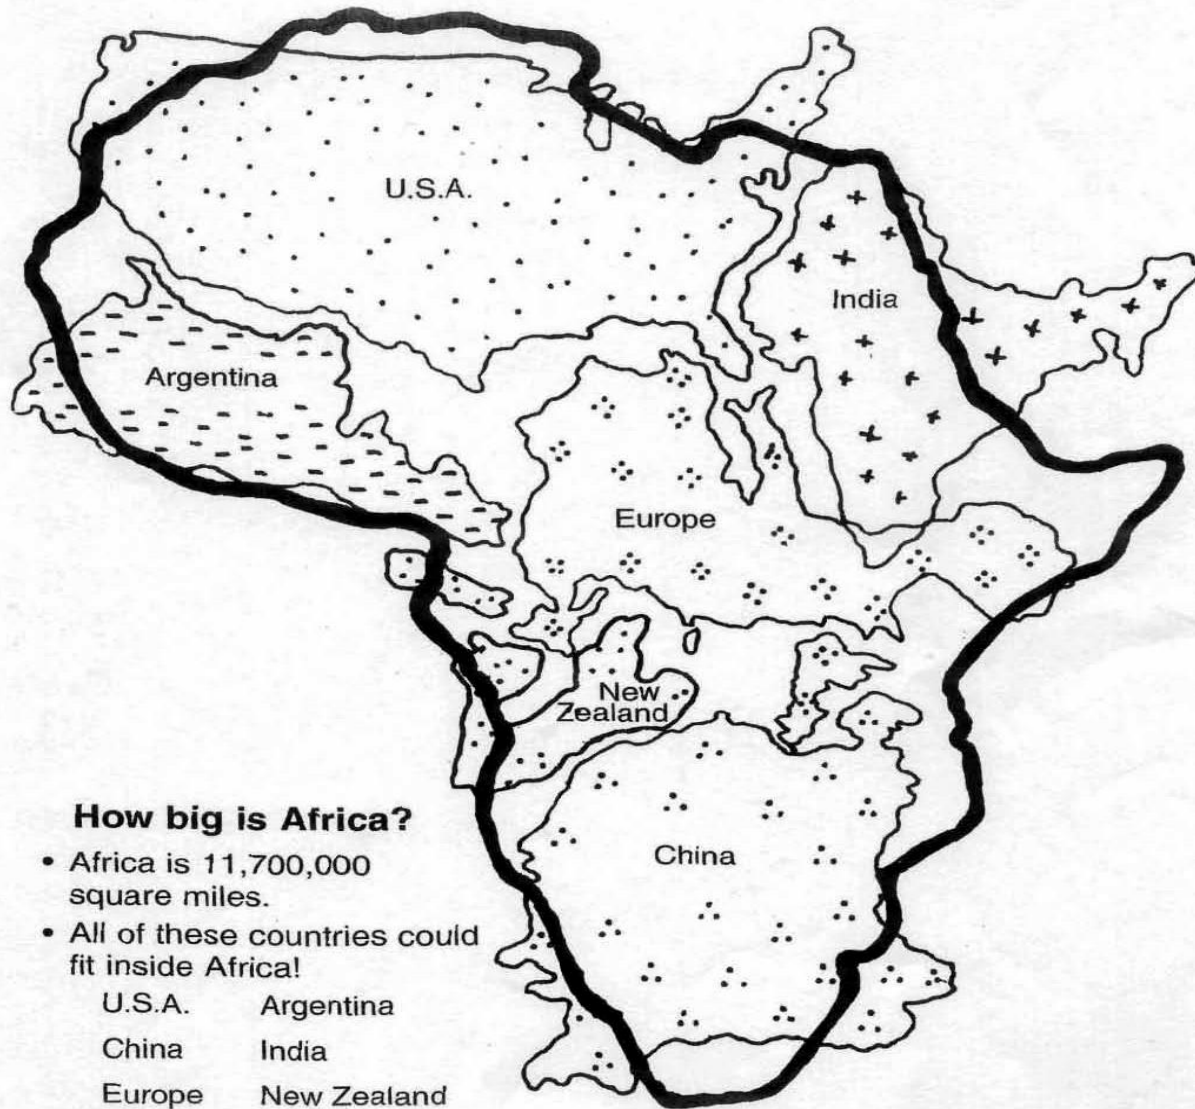 U.S.A.
India
Argentina
Europe
New
Zealand
China
How big is Africa?
• Africa is 11,700,000
square miles.
• All of these countries could
fit inside Africa!
U.S.A. Argentina
China India
Europe New Zealand